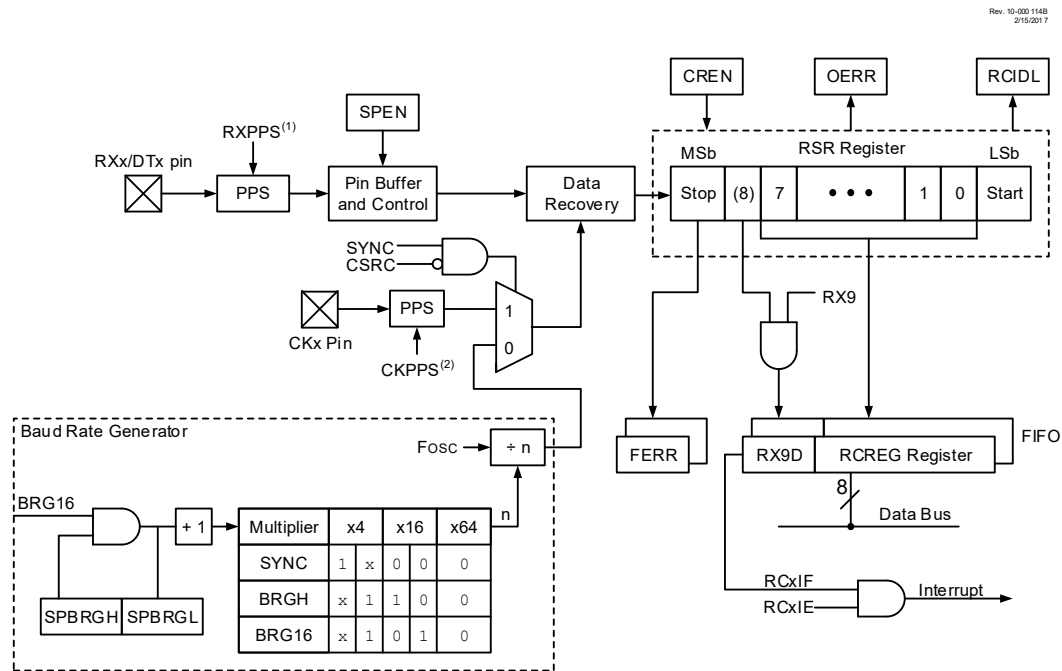 Rev. 10-000 114B
2/15/2017
CREN
OERR
RCIDL
SPEN
RXPPS(1)
RSR Register
RXx/DTx pin
MSb
LSb
PPS
Pin Buffer
and Control
Data
Recovery
Stop
(8)
7
• • •
1
0
Start
SYNC
CSRC
PPS
1
RX9
CKx Pin
0
CKPPS(2)
Baud Rate Generator
FOSC
÷ n
FIFO
FERR
RX9D
RCREG Register
8
BRG16
n
Data Bus
+ 1
Multiplier x4 x16 x64
SYNC 1 x 0 0 0
BRGH x 1 1 0 0
BRG16 x 1 0 1 0
SPBRGH
SPBRGL
RCxIF
RCxIE
Interrupt